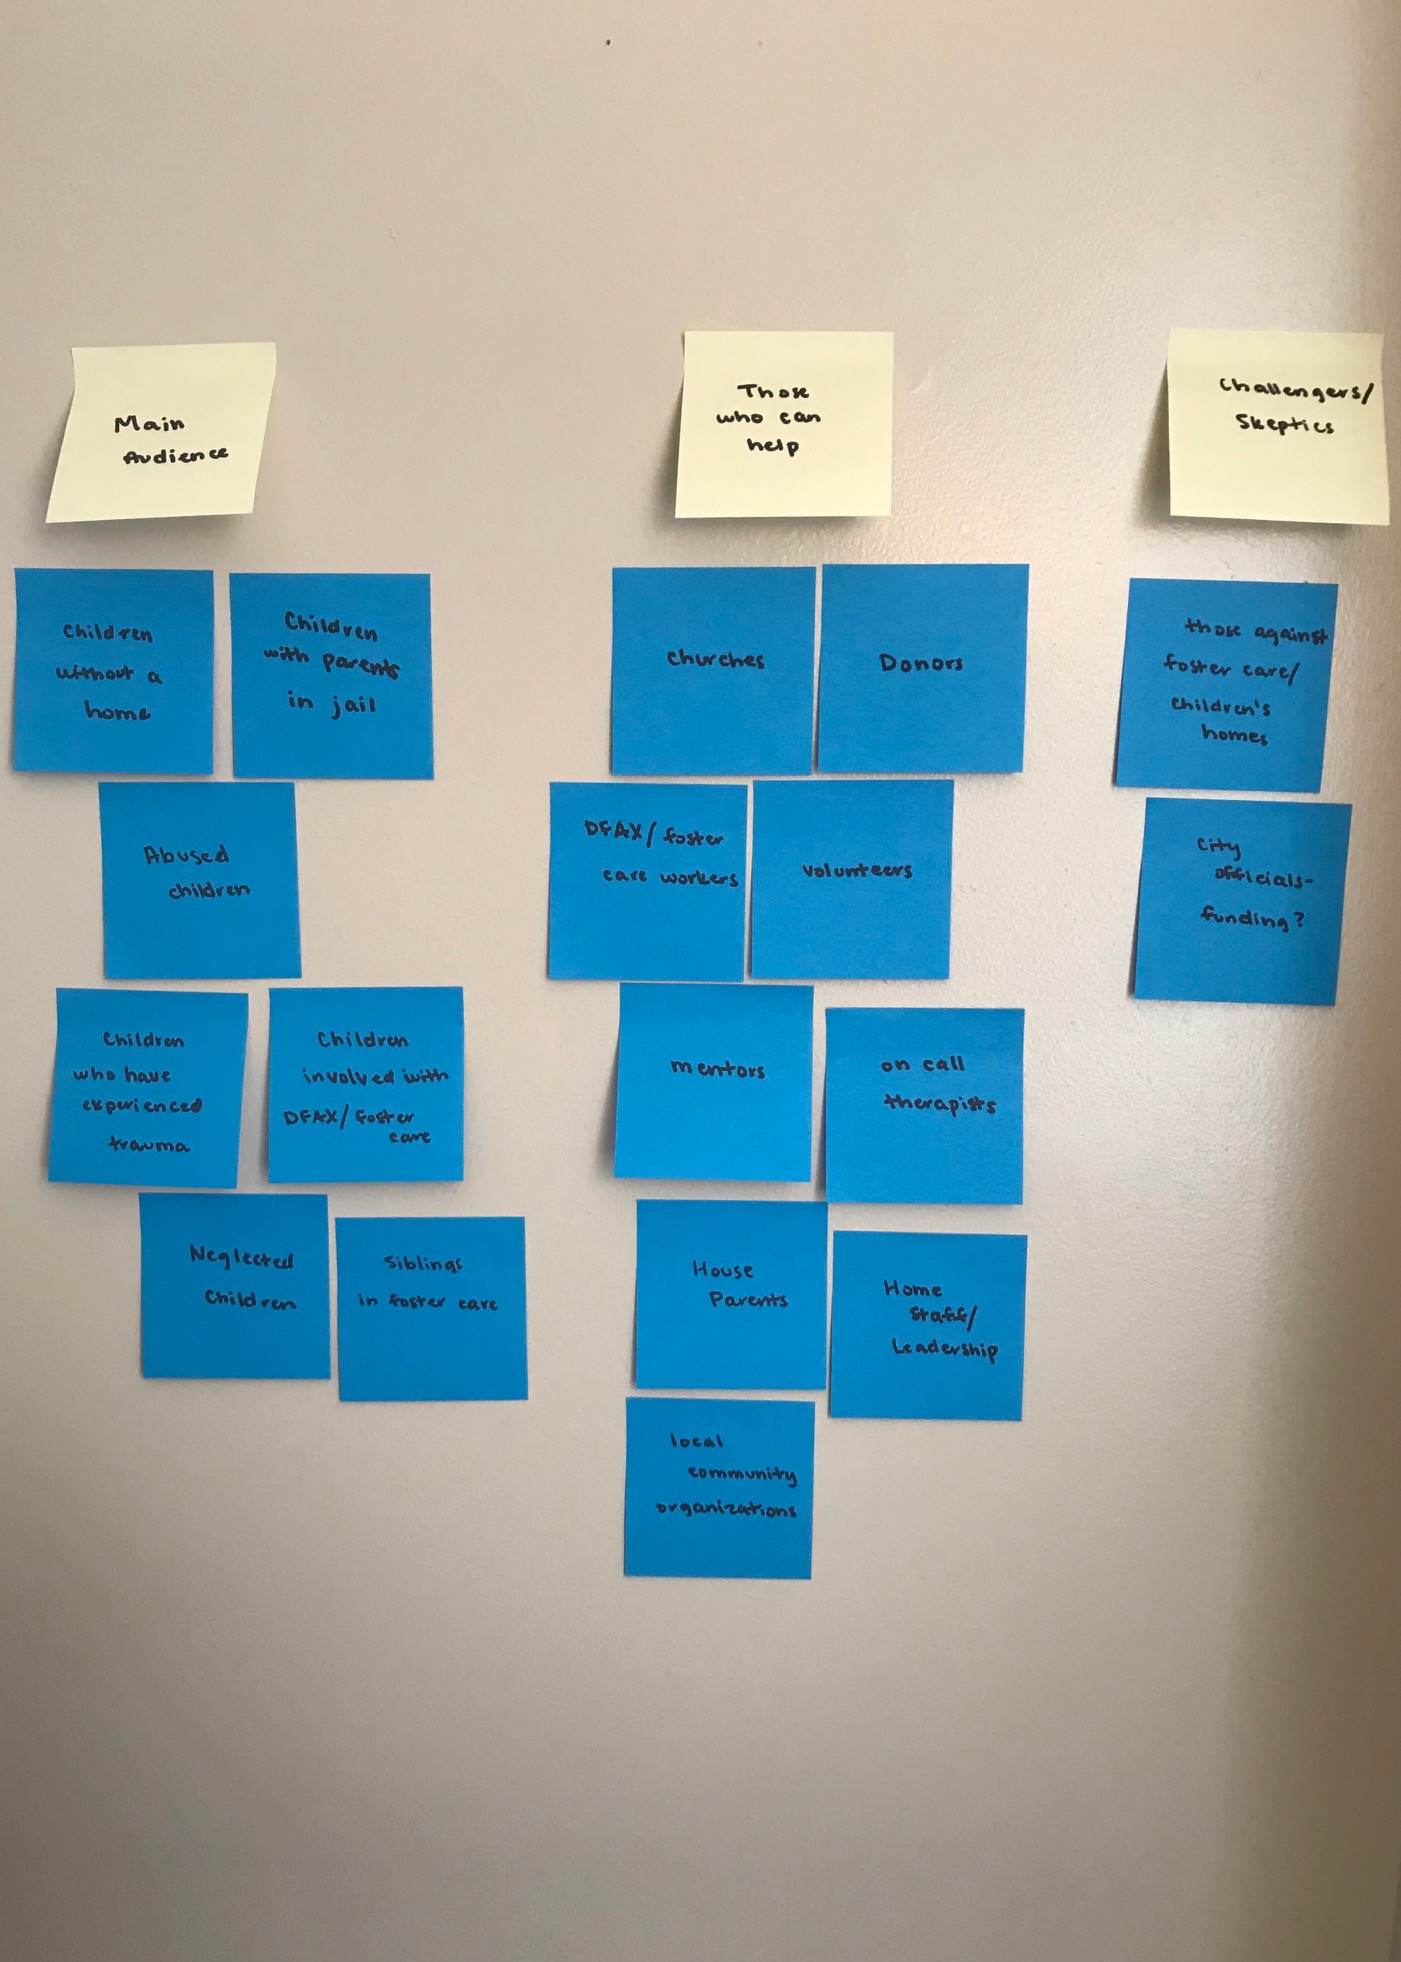 Main
Audience
Children
without a
home
Children
with parents
in jail
Abused
children
Children
who have
experienced
trauma
Children
involved with
DFAX/foster
care
Neglected
Children
Siblings
in foster care
Those
who can
help
Churches
Donors
DFAX/foster
care workers
volunteers
mentors
on call
therapists
House
Parents
Home
Staff/
Leadership
local
community
organizations
Challengers/
Skeptics
those against
foster care/
children's
homes
City
officials-
funding?